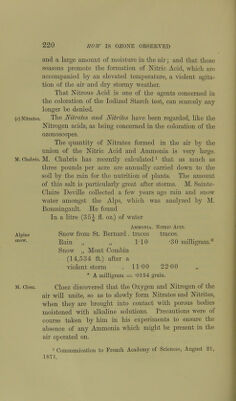 220 HOW IS OZONE OBSERVED
and a large amount of moisture in the air; and that those
seasons promote the formation of Nitric Acid, which are
accompanied by an elevated temperature, a violent agita-
tion of the air and dry stormy weather.
That Nitrous Acid is one of the agents concerned in
the coloration of the Iodized Starch test, can scarcely any
longer be denied.
(c) Nitrates. The Nitrates and Nitrites have been regarded, like the
Nitrogen acids, as being concerned in the coloration of the
ozonoscopes.
The quantity of Nitrates formed in the air by the
union of the Nitric Acid and Ammonia is very large.
M. Chabrix. M. Chabrix has recently calculated¹ that as much as
three pounds per acre are annually carried down to the
soil by the rain for the nutrition of plants. The amount
of this salt is particularly great after storms. M. Sainte-
Claire Deville collected a few years ago rain and snow
water amongst the Alps, which was analyzed by M.
Boussingault. He found
In a litre (35¼ fl. oz.) of water
Ammonia. Nitric Acid.
Alpine snow. Snow from St. Bernard . traces traces.
Rain „ „ 1·10 ·30 milligram.²
Snow „ Mont Combin
(14,534 ft.) after a
violent storm . 11·00 22·00 „
² A milligram = ·0154 grain.
M. Cloez. Cloez discovered that the Oxygen and Nitrogen of the
air will unite, so as to slowly form Nitrates and Nitrites,
when they are brought into contact with porous bodies
moistened with alkaline solutions. Precautions were of
course taken by him in his experiments to ensure the
absence of any Ammonia which might be present in the
air operated on.
¹ Communication to French Academy of Sciences, August 21,
1871.